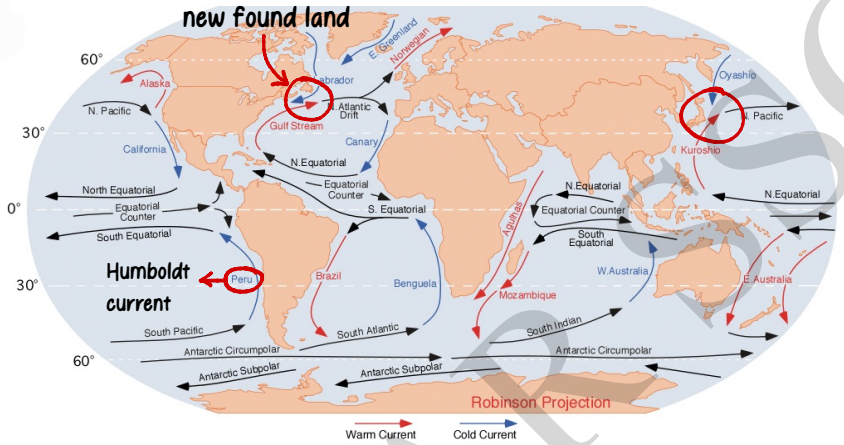 new found land
60°
Alaska
N. Pacific
California
30°
North Equatorial
0°
Equatorial
Counter
South Equatorial
Humboldt
current
Peru
30°
South Pacific
60°
Antarctic Circumpolar
Antarctic Subpolar
E. Greenland
Norwegian
abrador
N. Atlantic
Drift
Gulf Stream
Canary
N.Equatorial
Equatorial
Counter
S. Equatorial
Brazil
Benguela
South Atlantic
Antarctic Subpolar
Agulhas
Mozambique
N.Equatorial
Equatorial Counter
South
Equatorial
W.Australia
South Indian
Antarctic Circumpolar
Oyashio
N. Pacific
Kuroshio
N.Equatorial
E.Australia
Robinson Projection
Warm Current
Cold Current